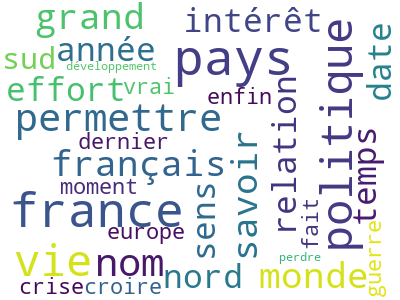 grand
intérêt
sud
année
pays
politique
date
développement
effort
vrai
enfin
permettre
relation
temps
dernier
français
savoir
moment
sens
fait
france
europe
guerre
vie
nom
nord
monde
perdre
crise
croire